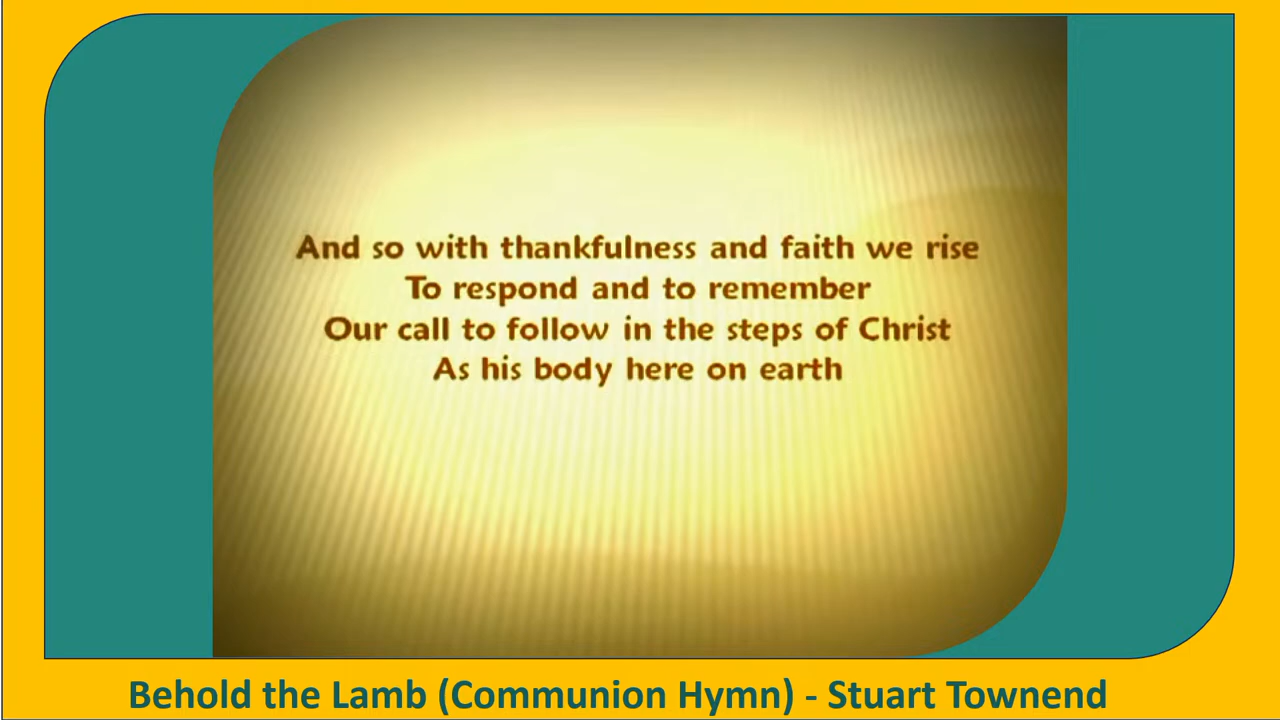 And so with thankfulness and faith we rise
To respond and to remember
Our call to follow in the steps of Christ
As his body here on earth
Behold the Lamb (Communion Hymn) - Stuart Townend